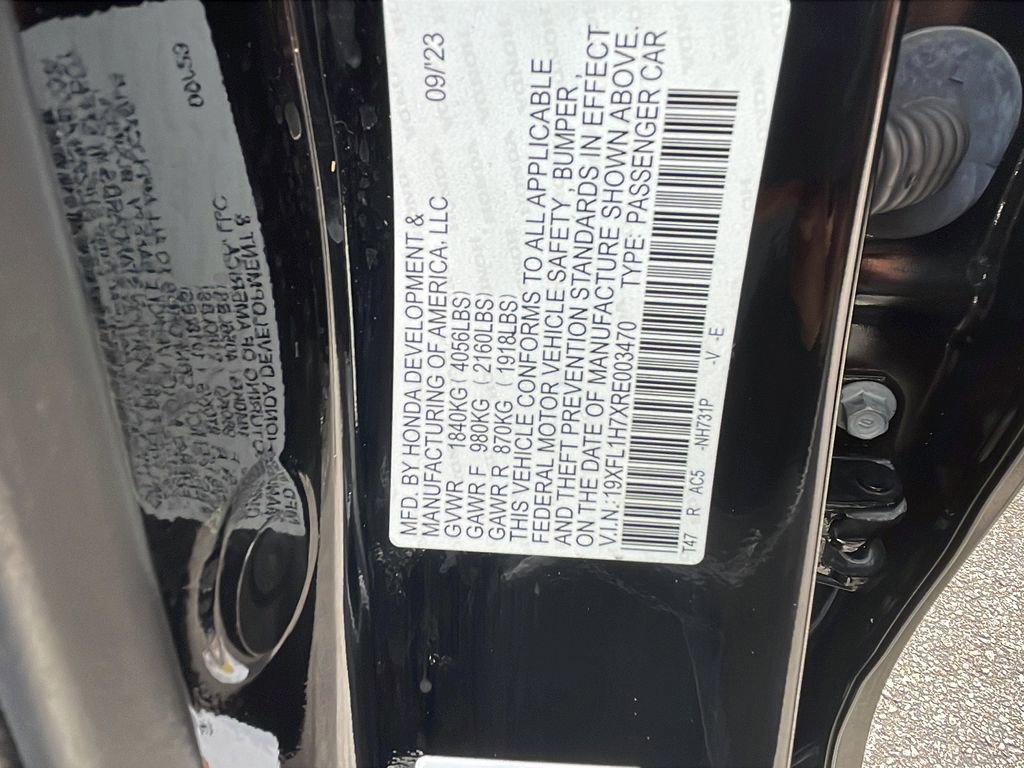 MFD. BY HONDA DEVELOPMENT & 09/23
MANUFACTURING OF AMERICA. LLC
GVWR 1840KG ( 4056LBS)
GAWR F 980KG ( 2160LBS)
GAWR R 870KG ( 1918LBS)
THIS VEHICLE CONFORMS TO ALL APPLICABLE
FEDERAL MOTOR VEHICLE SAFETY, BUMPER,
AND THEFT PREVENTION STANDARDS IN EFFECT
ON THE DATE OF MANUFACTURE SHOWN ABOVE.
V.I.N.:19XFL1H7XRE003470 TYPE: PASSENGER CAR
T47 R AC5 -NH731P -V -E